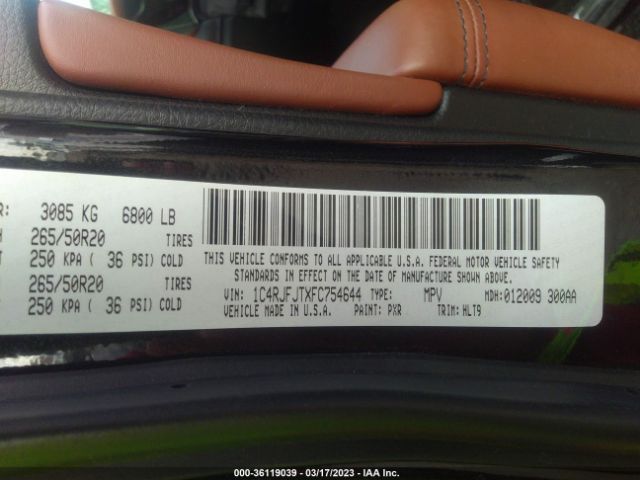 R: 3085 KG 6800 LB
265/50R20 TIRES
250 KPA ( 36 PSI) COLD
265/50R20 TIRES
250 KPA ( 36 PSI) COLD
THIS VEHICLE CONFORMS TO ALL APPLICABLE U.S.A. FEDERAL MOTOR VEHICLE SAFETY
STANDARDS IN EFFECT ON THE DATE OF MANUFACTURE SHOWN ABOVE.
VIN: 1C4RJFJTXFC754644 TYPE: MPV MDH:012009 300AA
VEHICLE MADE IN U.S.A. PAINT: PXR TRIM: HLT9
000-36119039 - 03/17/2023 - IAA Inc.